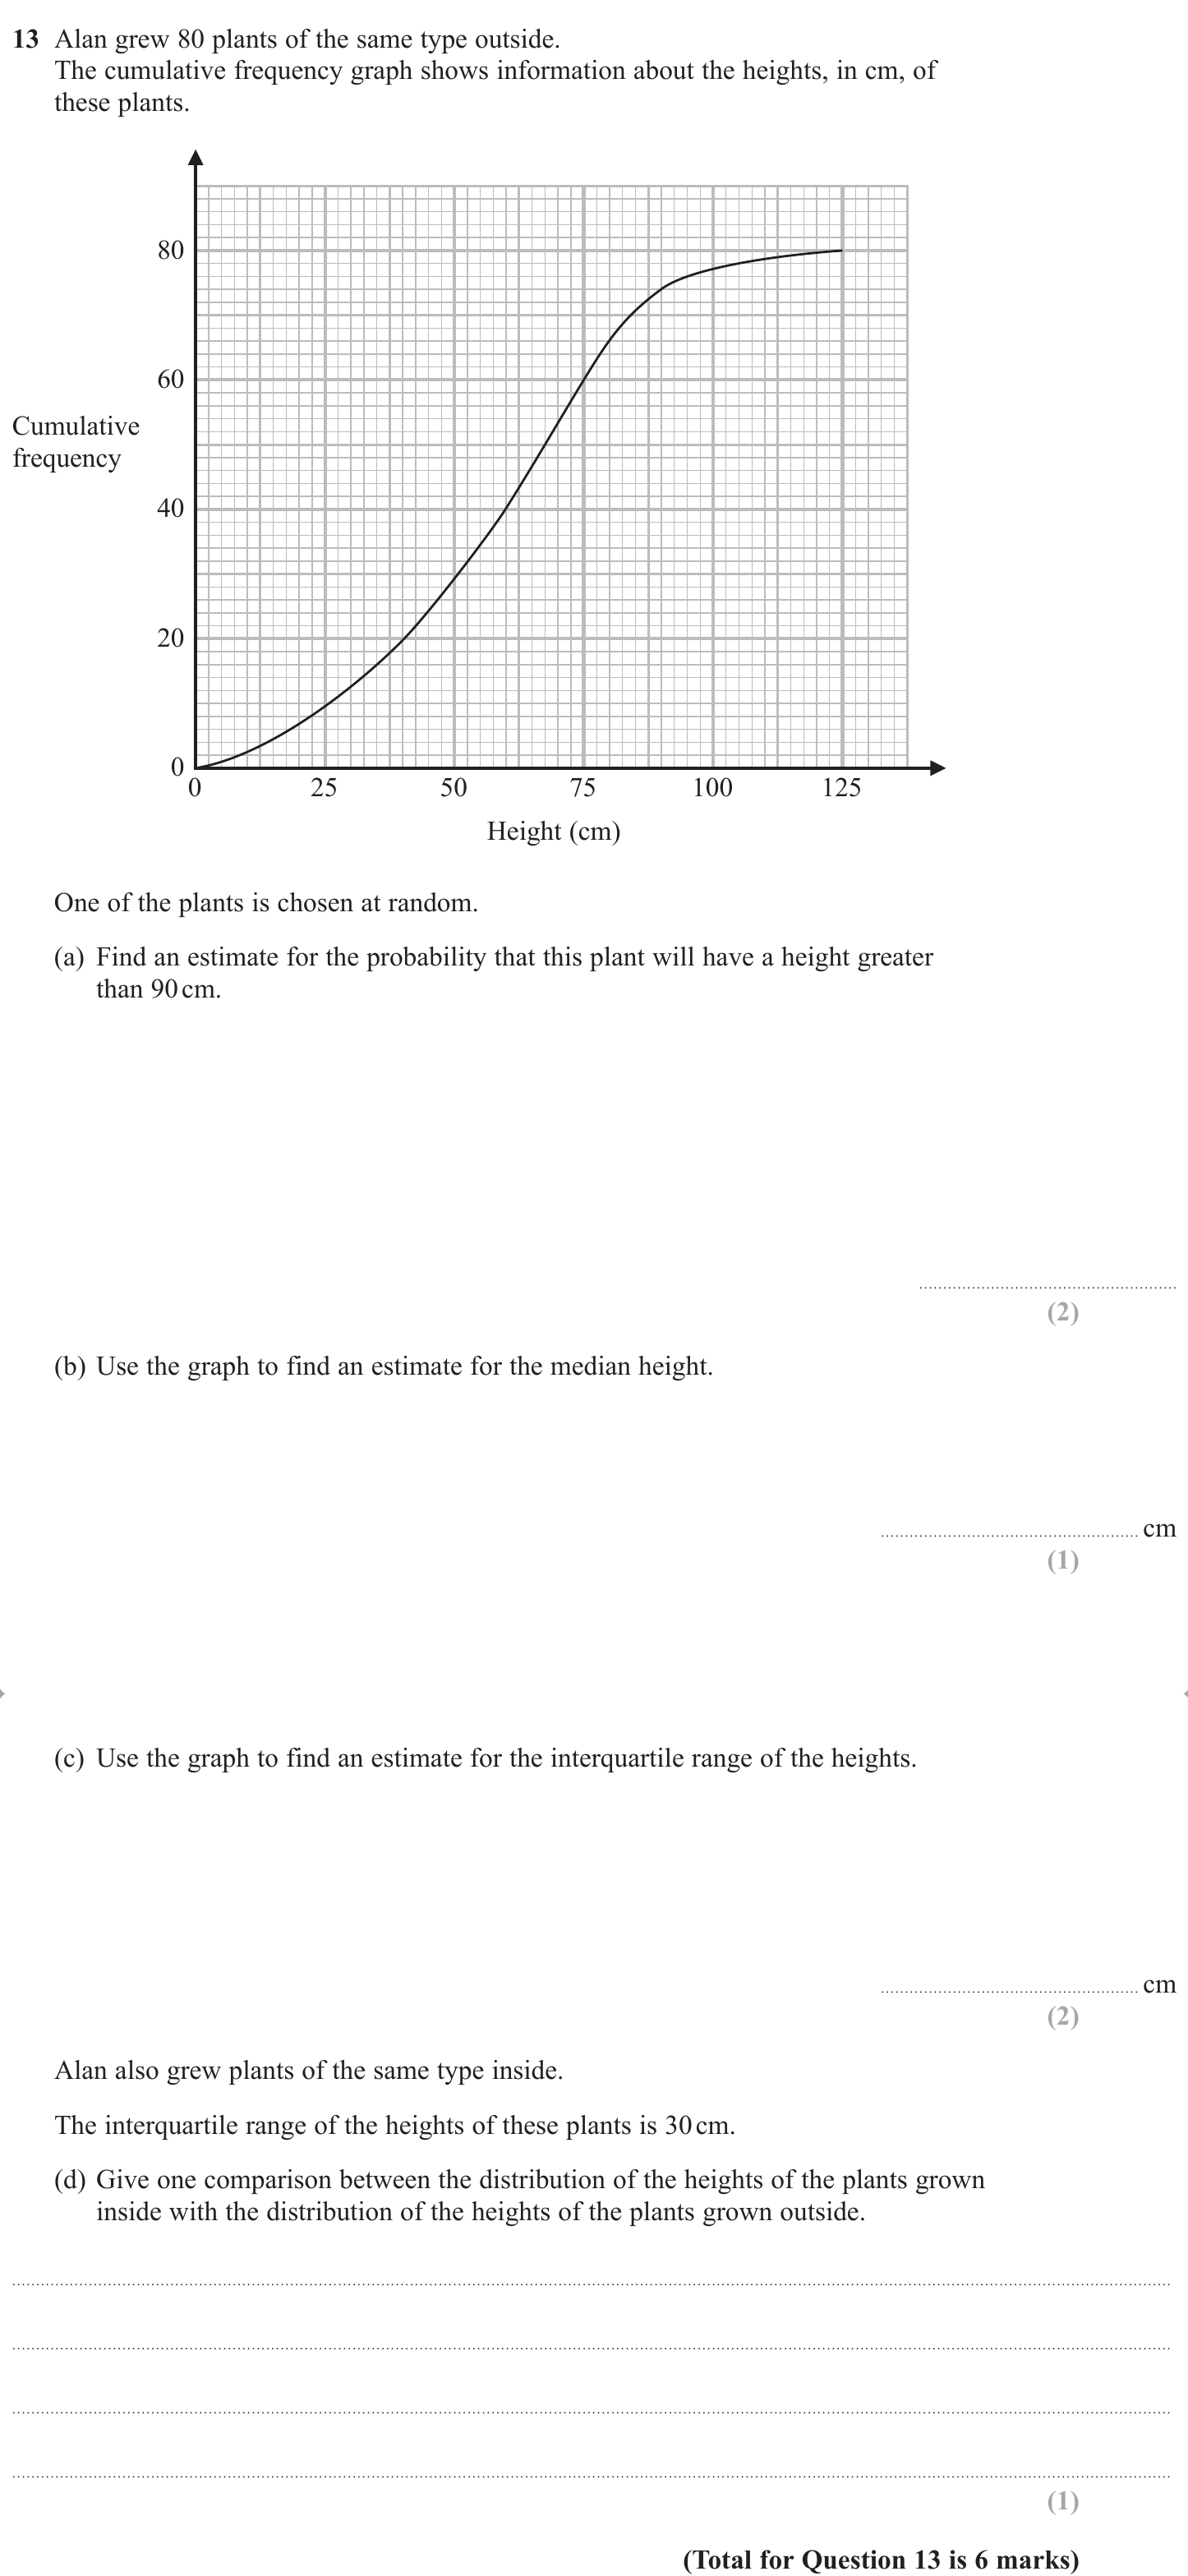 13 Alan grew 80 plants of the same type outside.
The cumulative frequency graph shows information about the heights, in cm, of
these plants.
80
60
Cumulative
frequency
40
20
0
0 25 50 75 100 125
Height (cm)
One of the plants is chosen at random.
(a) Find an estimate for the probability that this plant will have a height greater
than 90 cm.
(2)
(b) Use the graph to find an estimate for the median height.
cm
(1)
(c) Use the graph to find an estimate for the interquartile range of the heights.
cm
(2)
Alan also grew plants of the same type inside.
The interquartile range of the heights of these plants is 30 cm.
(d) Give one comparison between the distribution of the heights of the plants grown
inside with the distribution of the heights of the plants grown outside.
(1)
(Total for Question 13 is 6 marks)